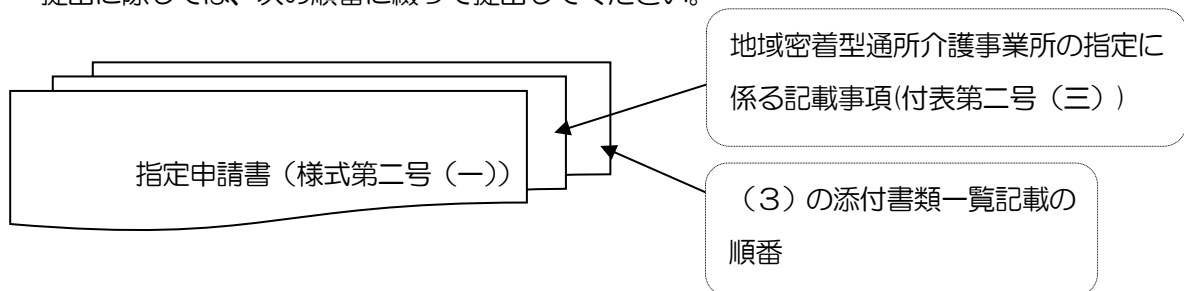 提出に際しては、次の順番に綴って提出してください。
地域密着型通所介護事業所の指定に
係る記載事項(付表第二号（三）)
指定申請書（様式第二号（一））
（３）の添付書類一覧記載の
順番